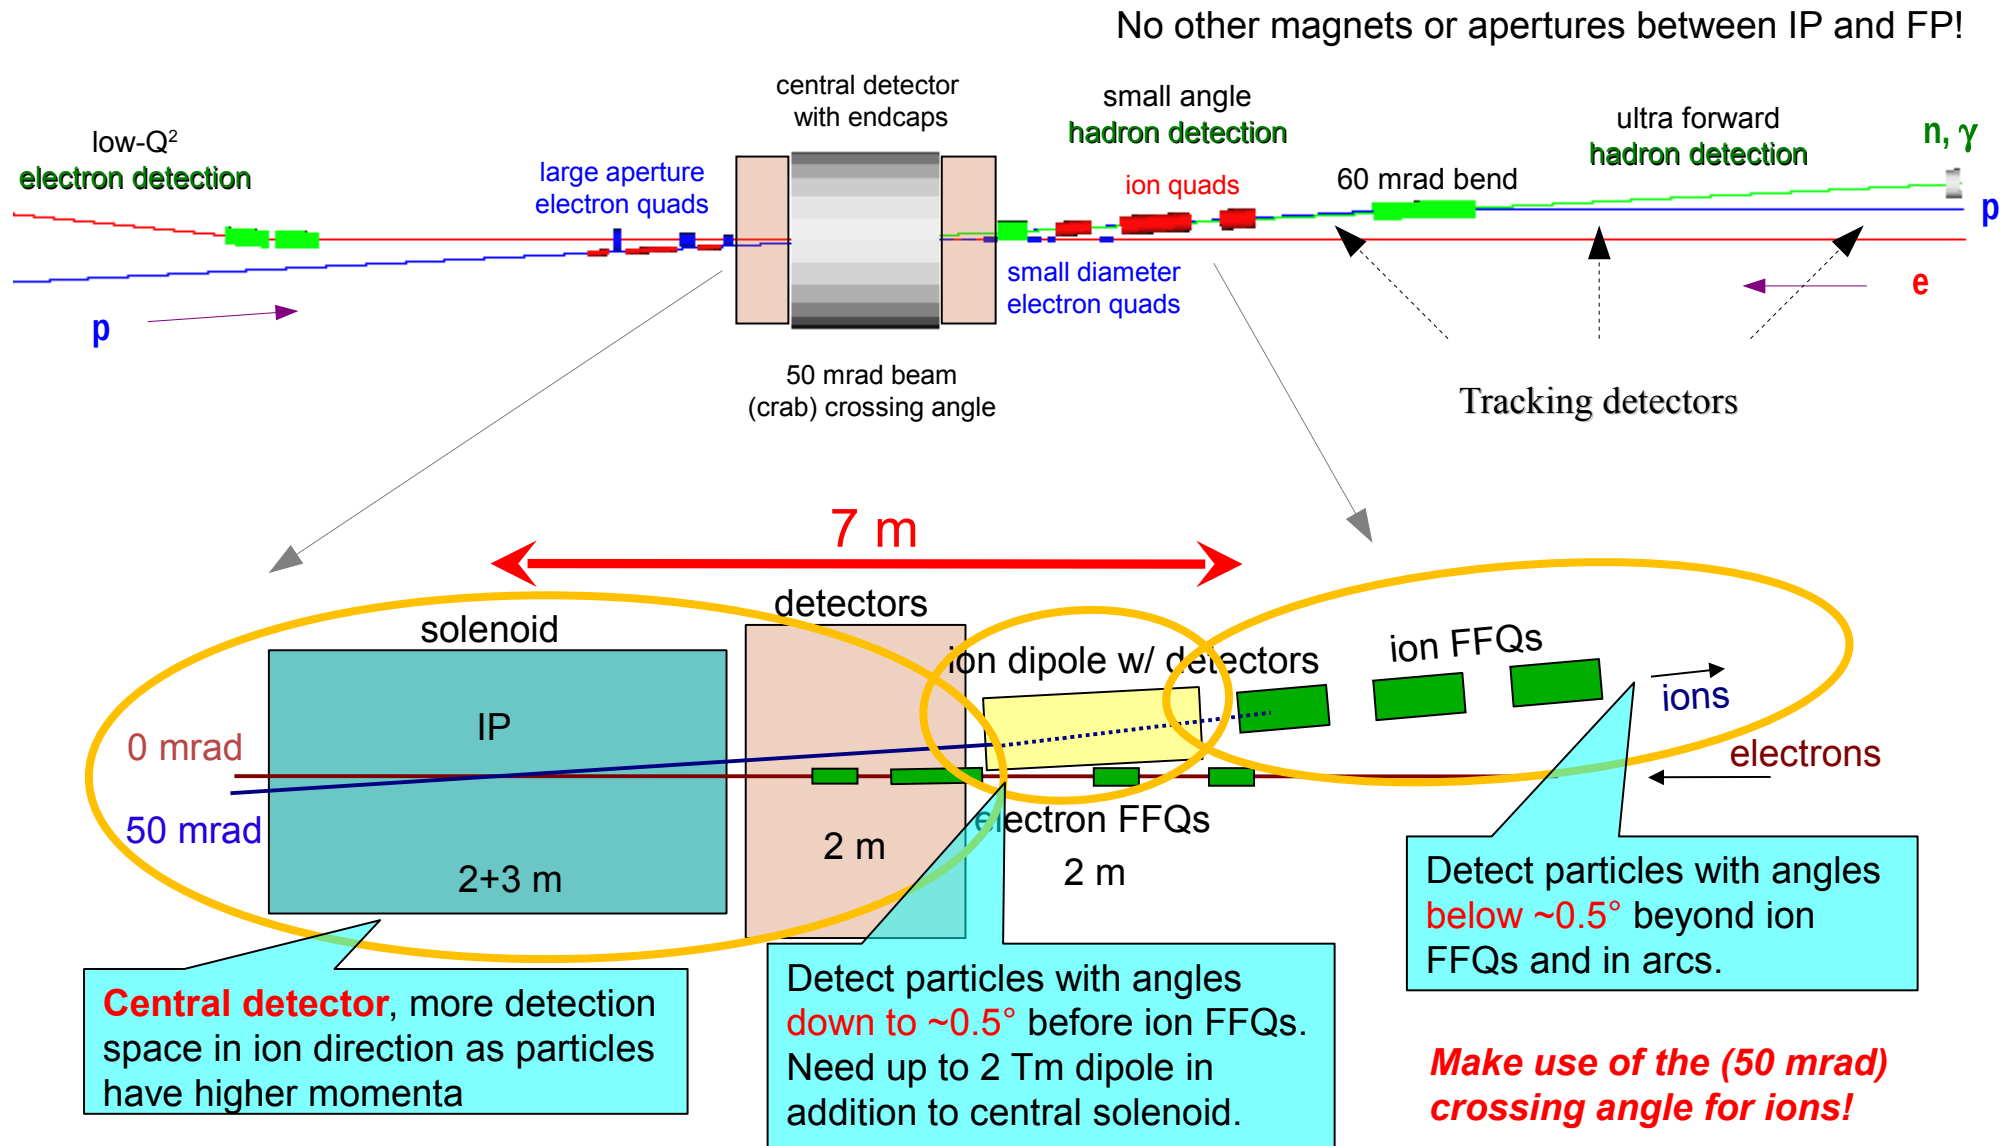 No other magnets or apertures between IP and FP!
central detector
with endcaps
small angle
hadron detection
ultra forward
hadron detection
n, γ
low-Q²
electron detection
large aperture
electron quads
ion quads
60 mrad bend
p
small diameter
electron quads
e
p
50 mrad beam
(crab) crossing angle
Tracking detectors
7 m
detectors
solenoid
ion dipole w/ detectors
ion FFQs
IP
ions
0 mrad
electrons
50 mrad
electron FFQs
2 m
2+3 m
2 m
Detect particles with angles
below ~0.5° beyond ion
FFQs and in arcs.
Central detector, more detection
space in ion direction as particles
have higher momenta
Detect particles with angles
down to ~0.5° before ion FFQs.
Need up to 2 Tm dipole in
addition to central solenoid.
Make use of the (50 mrad)
crossing angle for ions!